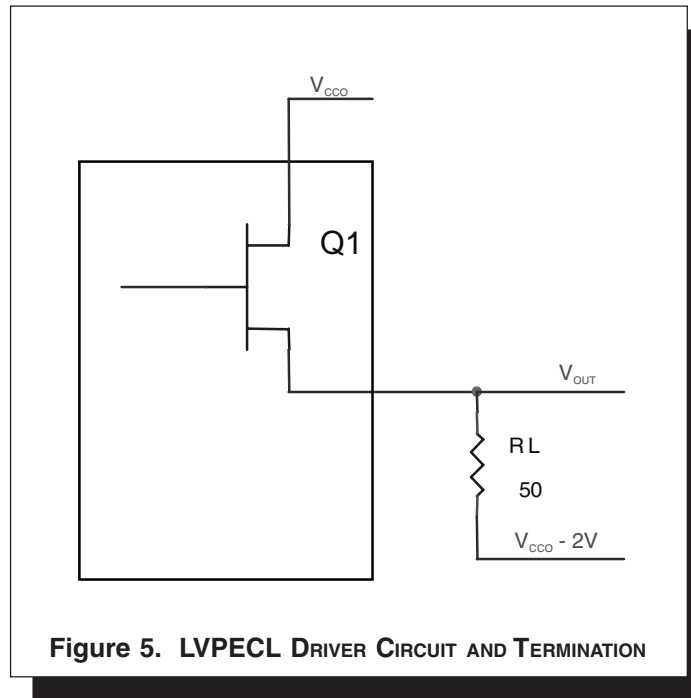 V_CCO
Q1
V_OUT
RL
50
V_CCO - 2V
Figure 5. LVPECL DRIVER CIRCUIT AND TERMINATION